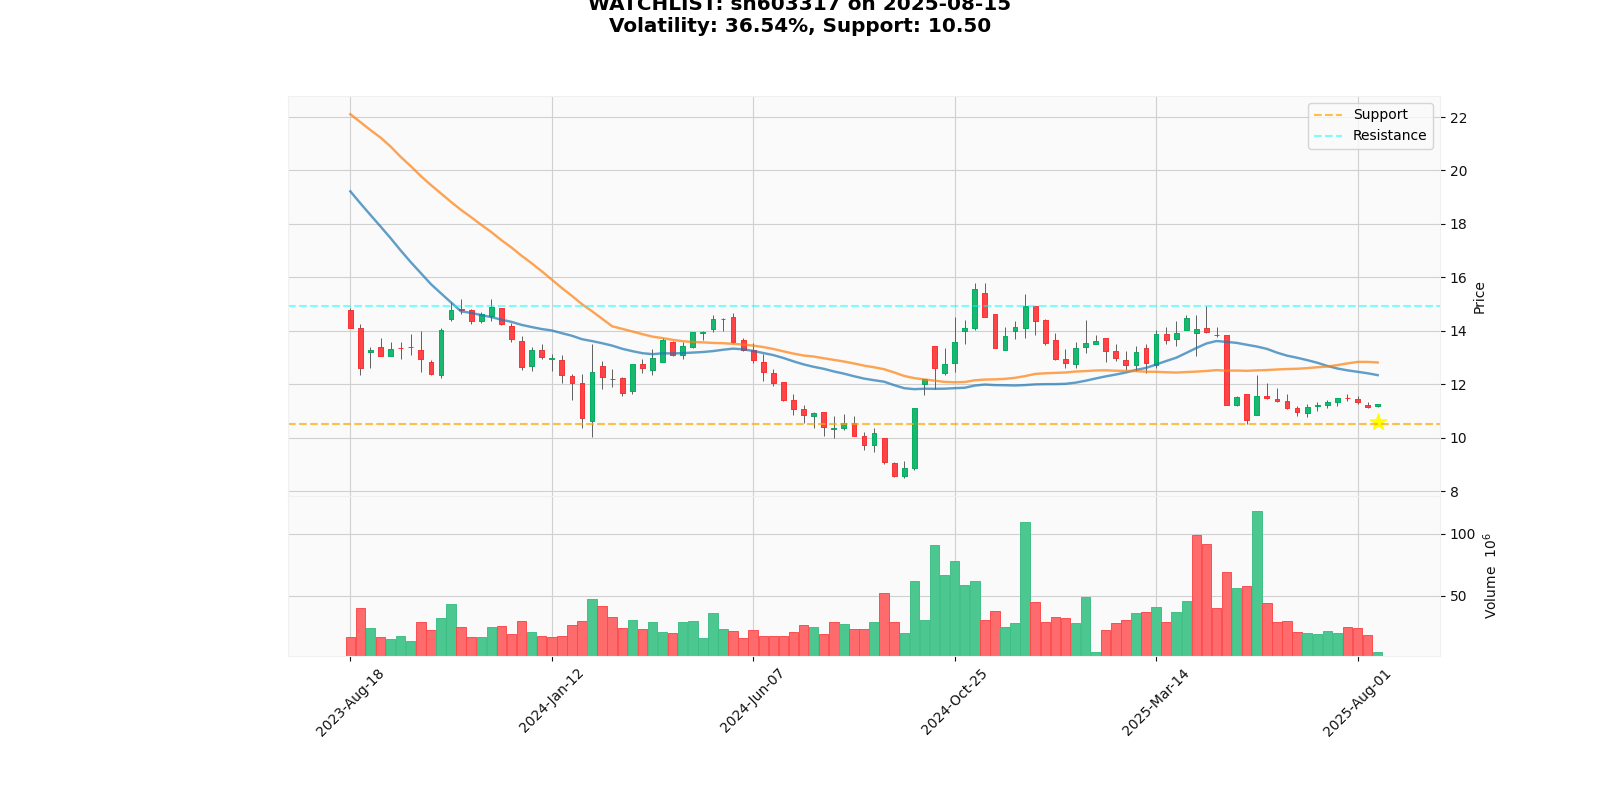 WATCHLIST: sh603317 on 2025-08-15
Volatility: 36.54%, Support: 10.50
Support
Resistance
22
20
18
16
14
12
10
8
Price
100
50
Volume 10⁶
2023-Aug-18
2024-Jan-12
2024-Jun-07
2024-Oct-25
2025-Mar-14
2025-Aug-01